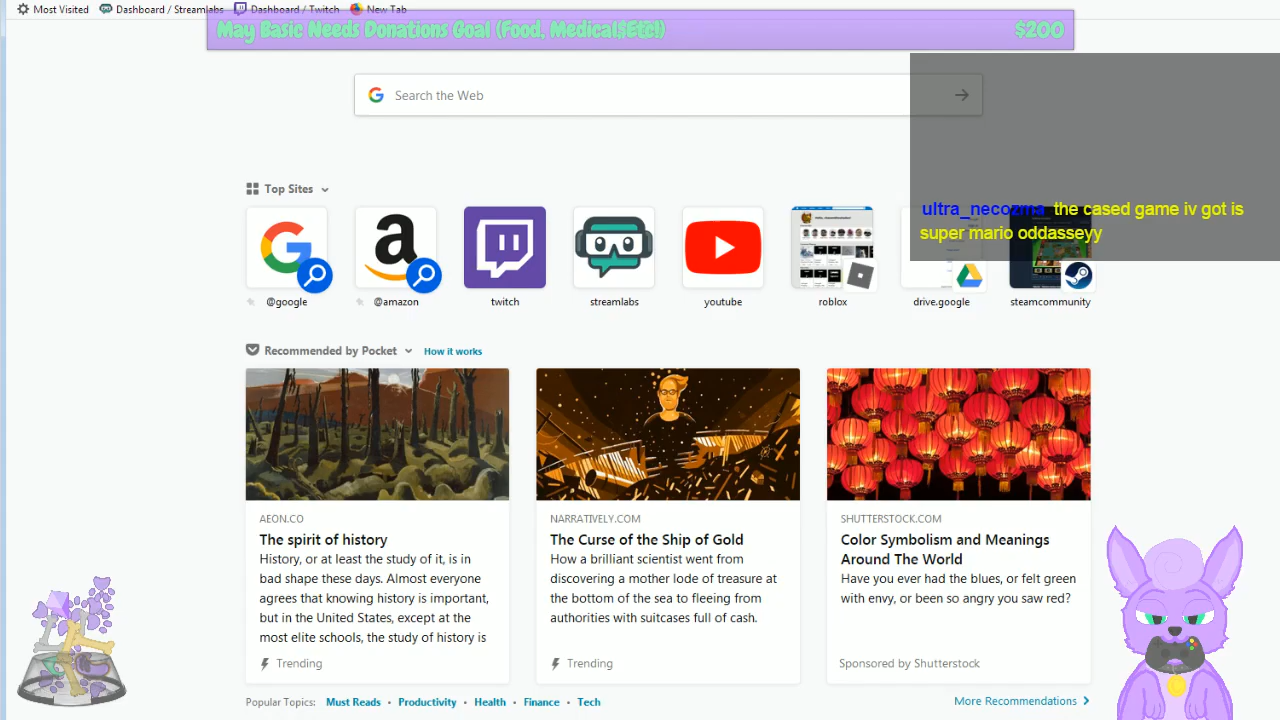 Most Visited Dashboard / Streamlabs Dashboard / Twitch New Tab
May Basic Needs Donations Goal (Food, Medical, Etc!) $200
Search the Web
Top Sites
ultra_necozma the cased game iv got is
super mario oddasseyy
@google @amazon twitch streamlabs youtube roblox drive.google steamcommunity
Recommended by Pocket How it works
AEON.CO
The spirit of history
History, or at least the study of it, is in
bad shape these days. Almost everyone
agrees that knowing history is important,
but in the United States, except at the
most elite schools, the study of history is
Trending
NARRATIVELY.COM
The Curse of the Ship of Gold
How a brilliant scientist went from
discovering a mother lode of treasure at
the bottom of the sea to fleeing from
authorities with suitcases full of cash.
Trending
SHUTTERSTOCK.COM
Color Symbolism and Meanings
Around The World
Have you ever had the blues, or felt green
with envy, or been so angry you saw red?
Sponsored by Shutterstock
Popular Topics: Must Reads • Productivity • Health • Finance • Tech
More Recommendations